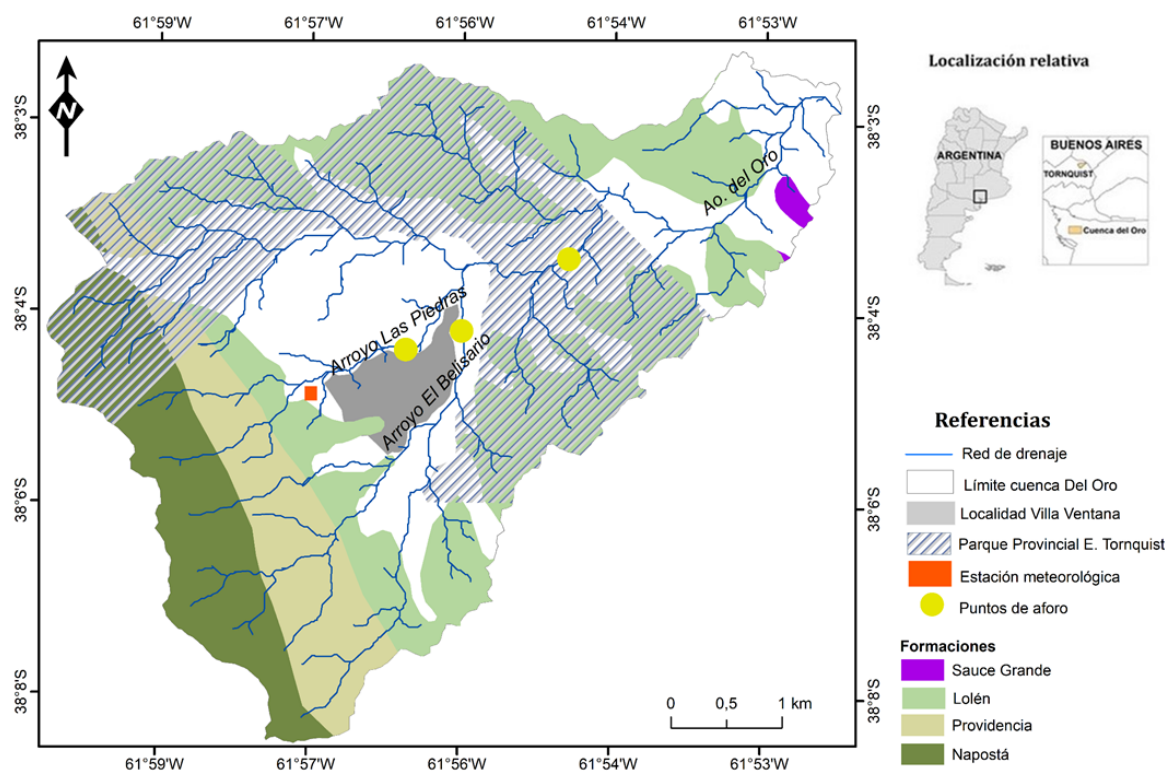 61°59'W 61°57'W 61°56'W 61°54'W 61°53'W
38°3'S
38°4'S
38°6'S
38°8'S
N
Ao. del Oro
Arroyo Las Piedras
Arroyo El Belisario
0 0,5 1 km
38°3'S
38°4'S
38°6'S
38°8'S
61°59'W 61°57'W 61°56'W 61°54'W 61°53'W
Localización relativa
ARGENTINA
BUENOS AIRES
TORNQUIST
Cuenca del Oro
Referencias
Red de drenaje
Límite cuenca Del Oro
Localidad Villa Ventana
Parque Provincial E. Tornquist
Estación meteorológica
Puntos de aforo
Formaciones
Sauce Grande
Lolén
Providencia
Napostá